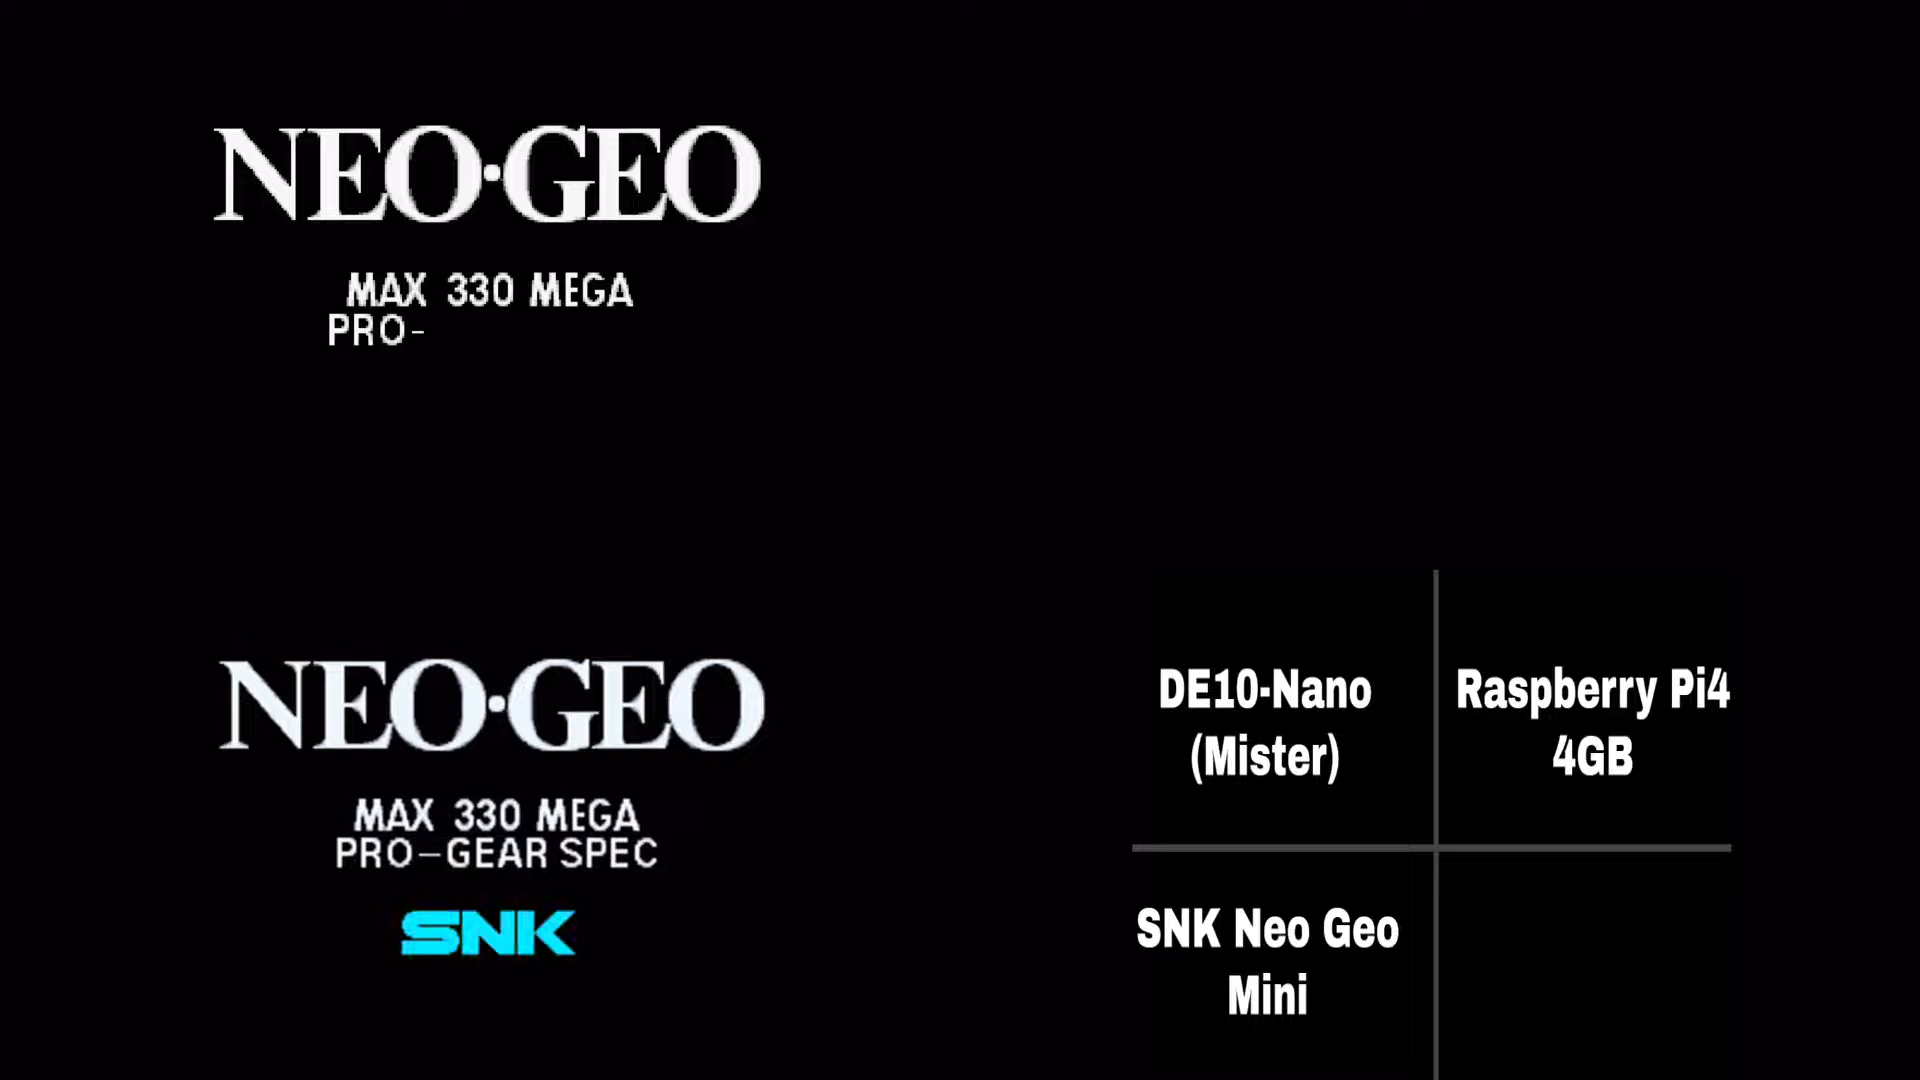 NEO·GEO
MAX 330 MEGA
PRO-
NEO·GEO
MAX 330 MEGA
PRO-GEAR SPEC
SNK
DE10-Nano
(Mister)
Raspberry Pi4
4GB
SNK Neo Geo
Mini